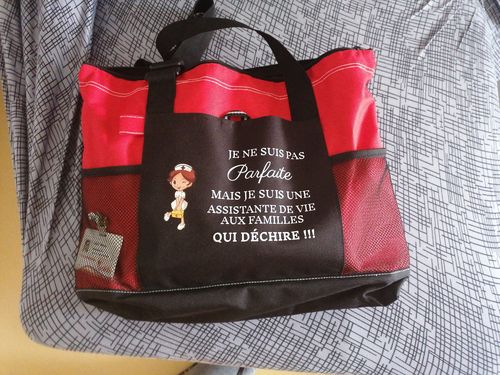 JE NE SUIS PAS
Parfaite
MAIS JE SUIS UNE
ASSISTANTE DE VIE
AUX FAMILLES
QUI DÉCHIRE !!!